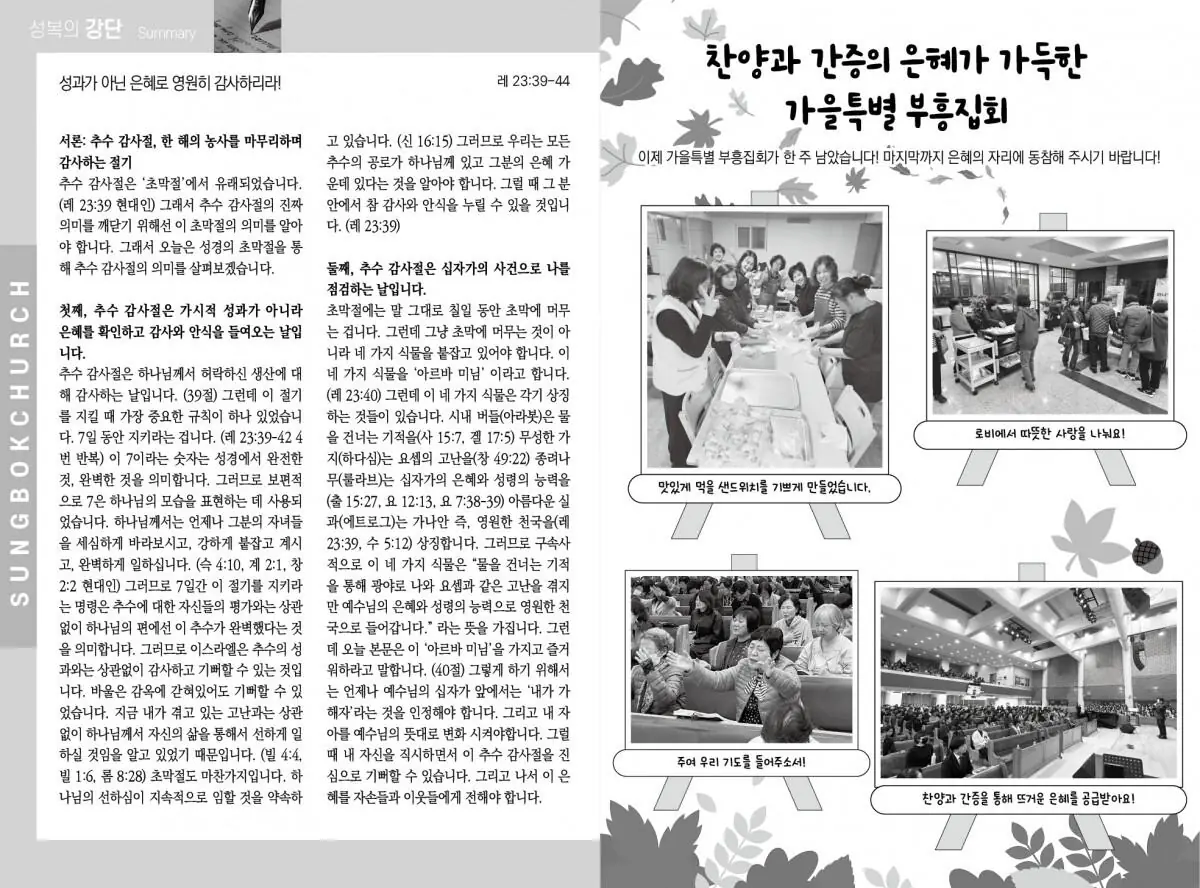 성복의 강단 Summary
SUNGBOKCHURCH
성과가 아닌 은혜로 영원히 감사하리라!
레 23:39-44
서론: 추수 감사절, 한 해의 농사를 마무리하며
감사하는 절기
추수 감사절은 ‘초막절’에서 유래되었습니다.
(레 23:39 현대인) 그래서 추수 감사절의 진짜
의미를 깨닫기 위해선 이 초막절의 의미를 알아
야 합니다. 그래서 오늘은 성경의 초막절을 통
해 추수 감사절의 의미를 살펴보겠습니다.
첫째, 추수 감사절은 가시적 성과가 아니라
은혜를 확인하고 감사와 안식을 들여오는 날입
니다.
추수 감사절은 하나님께서 허락하신 생산에 대
해 감사하는 날입니다. (39절) 그런데 이 절기
를 지킬 때 가장 중요한 규칙이 하나 있었습니
다. 7일 동안 지키라는 겁니다. (레 23:39-42 4
번 반복) 이 7이라는 숫자는 성경에서 완전한
것, 완벽한 것을 의미합니다. 그러므로 보편적
으로 7은 하나님의 모습을 표현하는 데 사용되
었습니다. 하나님께서는 언제나 그분의 자녀들
을 세심하게 바라보시고, 강하게 붙잡고 계시
고, 완벽하게 일하십니다. (슥 4:10, 계 2:1, 창
2:2 현대인) 그러므로 7일간 이 절기를 지키라
는 명령은 추수에 대한 자신들의 평가와는 상관
없이 하나님의 편에선 이 추수가 완벽했다는 것
을 의미합니다. 그러므로 이스라엘은 추수의 성
과와는 상관없이 감사하고 기뻐할 수 있는 것입
니다. 바울은 감옥에 갇혀있어도 기뻐할 수 있
었습니다. 지금 내가 겪고 있는 고난과는 상관
없이 하나님께서 자신의 삶을 통해서 선하게 일
하실 것임을 알고 있었기 때문입니다. (빌 4:4,
빌 1:6, 롬 8:28) 초막절도 마찬가지입니다. 하
나님의 선하심이 지속적으로 임할 것을 약속하
고 있습니다. (신 16:15) 그러므로 우리는 모든
추수의 공로가 하나님께 있고 그분의 은혜 가
운데 있다는 것을 알아야 합니다. 그럴 때 그 분
안에서 참 감사와 안식을 누릴 수 있을 것입니
다. (레 23:39)
둘째, 추수 감사절은 십자가의 사건으로 나를
점검하는 날입니다.
초막절에는 말 그대로 칠일 동안 초막에 머무
는 겁니다. 그런데 그냥 초막에 머무는 것이 아
니라 네 가지 식물을 붙잡고 있어야 합니다. 이
네 가지 식물을 ‘아르바 미님’ 이라고 합니다.
(레 23:40) 그런데 이 네 가지 식물은 각기 상징
하는 것들이 있습니다. 시내 버들(아라봇)은 물
을 건너는 기적을(사 15:7, 겔 17:5) 무성한 가
지(하다심)는 요셉의 고난을(창 49:22) 종려나
무(룰라브)는 십자가의 은혜와 성령의 능력을
(출 15:27, 요 12:13, 요 7:38-39) 아름다운 실
과(에트로그)는 가나안 즉, 영원한 천국을(레
23:39, 수 5:12) 상징합니다. 그러므로 구속사
적으로 이 네 가지 식물은 “물을 건너는 기적
을 통해 광야로 나와 요셉과 같은 고난을 겪지
만 예수님의 은혜와 성령의 능력으로 영원한 천
국으로 들어갑니다.” 라는 뜻을 가집니다. 그런
데 오늘 본문은 이 ‘아르바 미님’을 가지고 즐거
워하라고 말합니다. (40절) 그렇게 하기 위해서
는 언제나 예수님의 십자가 앞에서는 ‘내가 가
해자’라는 것을 인정해야 합니다. 그리고 내 자
아를 예수님의 뜻대로 변화 시켜야합니다. 그럴
때 내 자신을 직시하면서 이 추수 감사절을 진
심으로 기뻐할 수 있습니다. 그리고 나서 이 은
혜를 자손들과 이웃들에게 전해야 합니다.
찬양과 간증의 은혜가 가득한
가을특별 부흥집회
이제 가을특별 부흥집회가 한 주 남았습니다! 마지막까지 은혜의 자리에 동참해 주시기 바랍니다!
맛있게 먹을 샌드위치를 기쁘게 만들었습니다.
로비에서 따뜻한 사랑을 나눠요!
주여 우리 기도를 들어주소서!
찬양과 간증을 통해 뜨거운 은혜를 공급받아요!